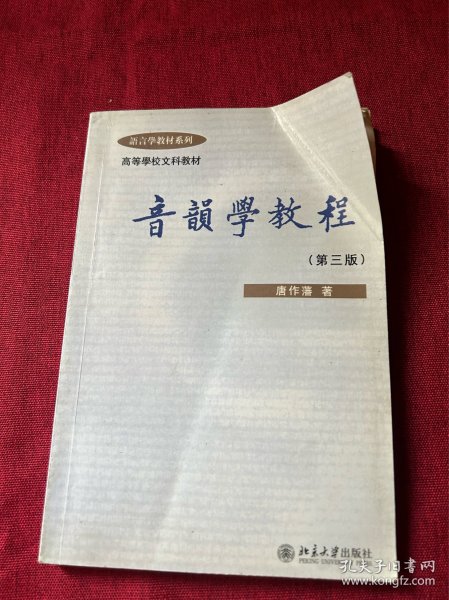 語言學教材系列
高等學校文科教材
音韻學教程
(第三版)
唐作藩 著
北京大学出版社
PEKING UNIVERSITY
孔夫子旧书网
www.kongfz.com